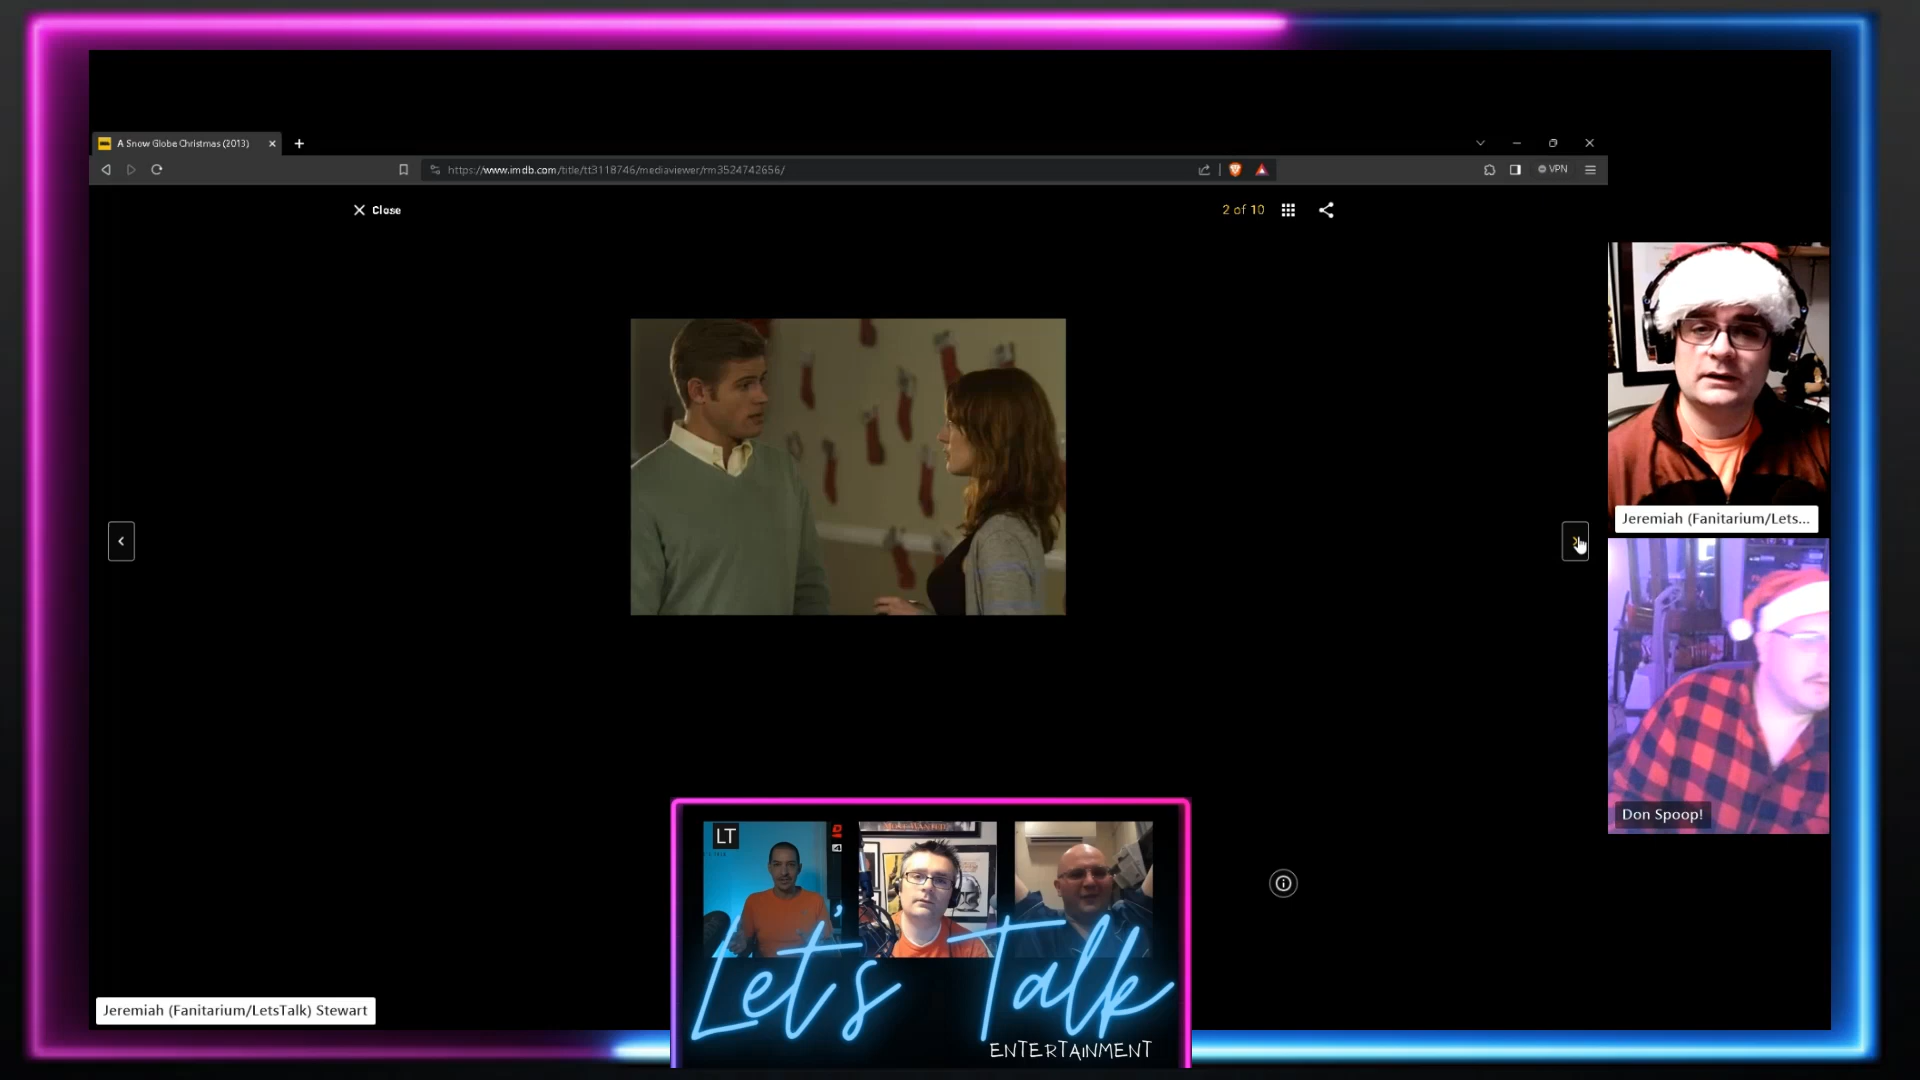 A Snow Globe Christmas (2013)
https://www.imdb.com/title/tt3118746/mediaviewer/rm3524742656/
VPN
Close
2 of 10
Jeremiah (Fanitarium/Lets...
Don Spoop!
LT
Let's Talk
ENTERTAINMENT
Jeremiah (Fanitarium/LetsTalk) Stewart